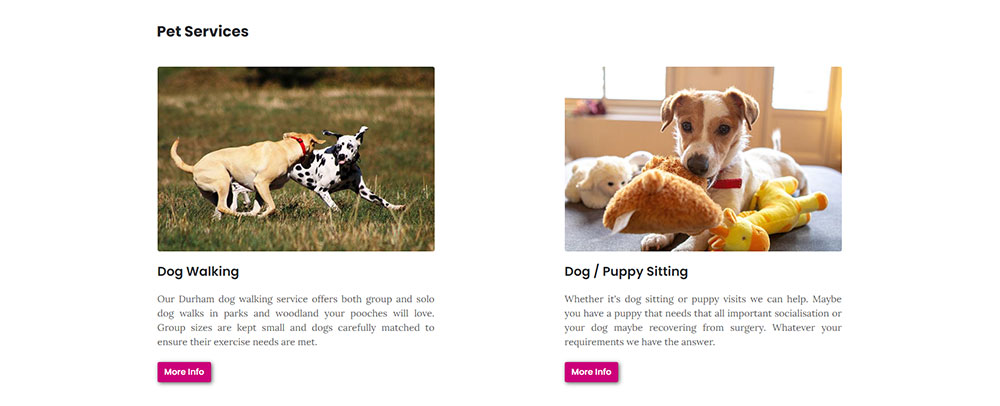 Pet Services
Dog Walking
Our Durham dog walking service offers both group and solo
dog walks in parks and woodland your pooches will love.
Group sizes are kept small and dogs carefully matched to
ensure their exercise needs are met.
More Info
Dog / Puppy Sitting
Whether it's dog sitting or puppy visits we can help. Maybe
you have a puppy that needs that all important socialisation or
your dog maybe recovering from surgery. Whatever your
requirements we have the answer.
More Info